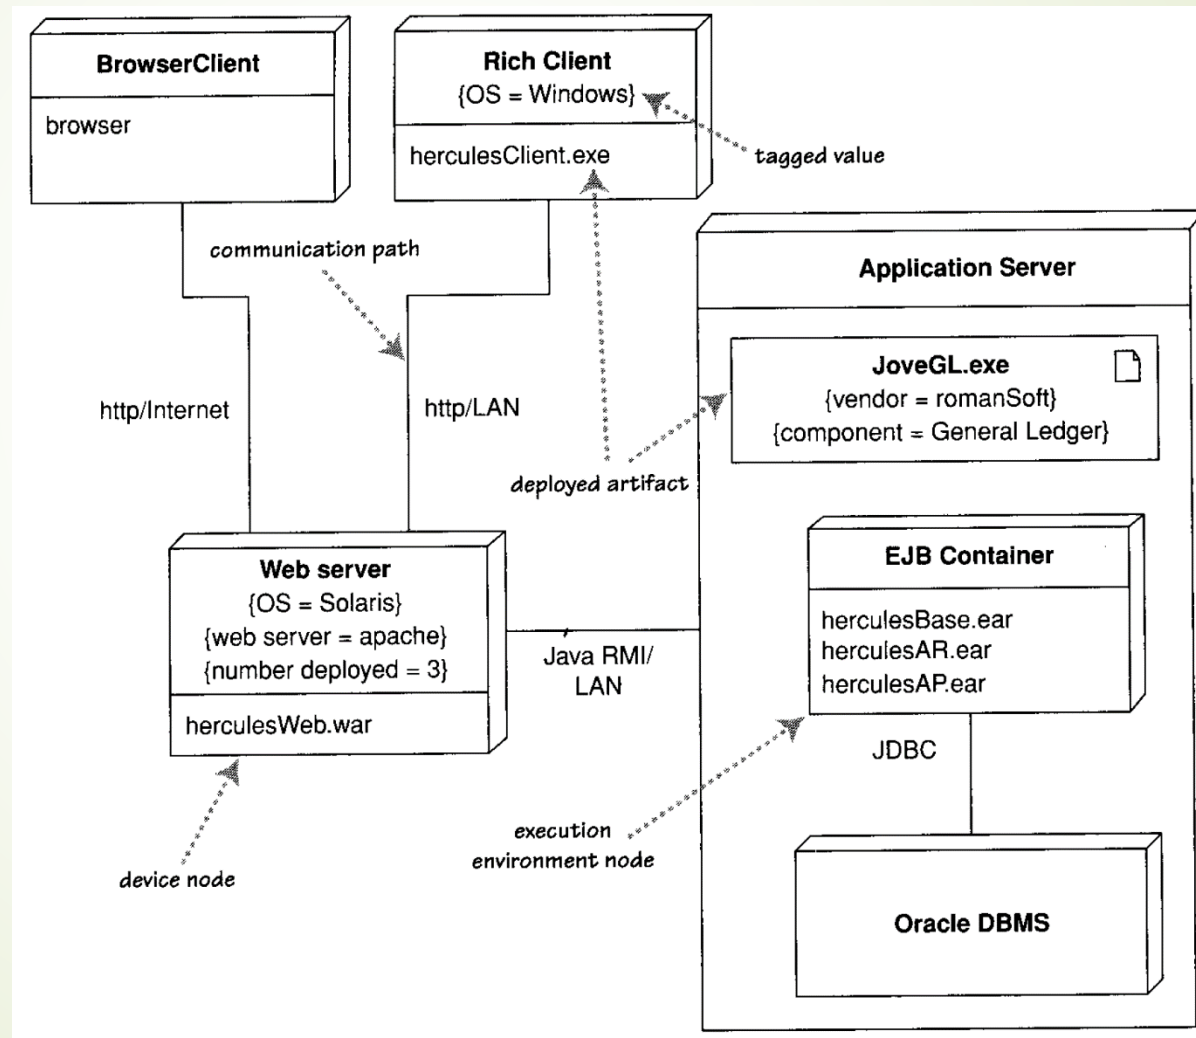 BrowserClient
browser
Rich Client
{OS = Windows}
herculesClient.exe
tagged value
communication path
Application Server
JoveGL.exe
{vendor = romanSoft}
{component = General Ledger}
http/Internet
http/LAN
deployed artifact
Web server
{OS = Solaris}
{web server = apache}
{number deployed = 3}
herculesWeb.war
Java RMI/
LAN
EJB Container
herculesBase.ear
herculesAR.ear
herculesAP.ear
JDBC
execution
environment node
device node
Oracle DBMS